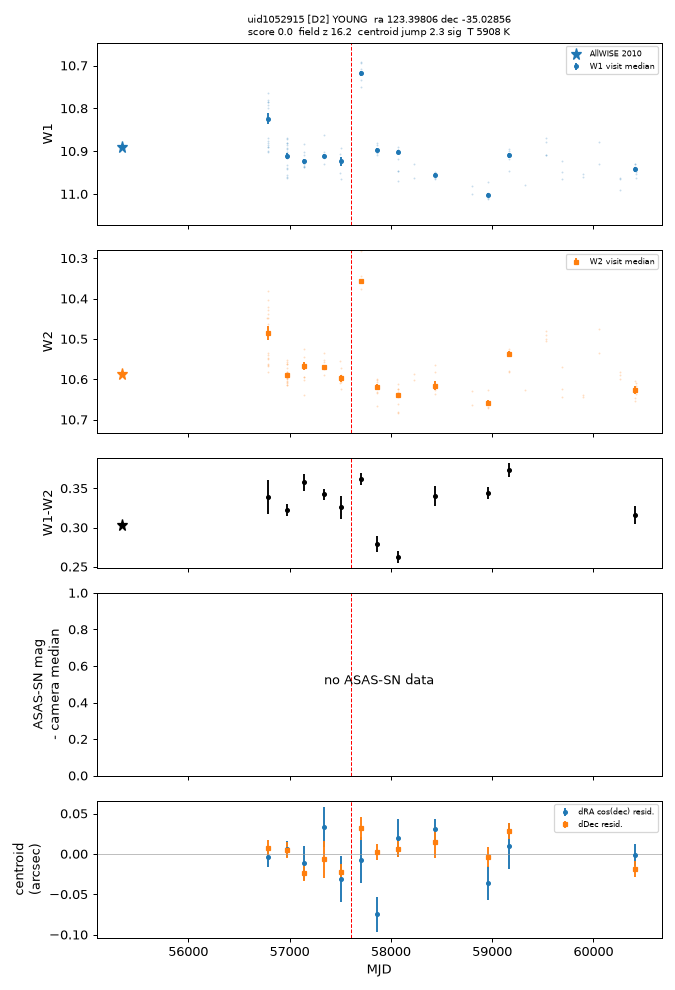 uid1052915 [D2] YOUNG  ra 123.39806 dec -35.02856
score 0.0  field z 16.2  centroid jump 2.3 sig  T 5908 K
AllWISE 2010
W1 visit median
10.7
10.8
10.9
11.0
W1
W2 visit median
10.3
10.4
10.5
10.6
10.7
W2
0.35
0.30
0.25
W1-W2
1.0
0.8
0.6
0.4
0.2
0.0
ASAS-SN mag
- camera median
no ASAS-SN data
dRA cos(dec) resid.
dDec resid.
0.05
0.00
−0.05
−0.10
centroid
(arcsec)
56000 57000 58000 59000 60000
MJD